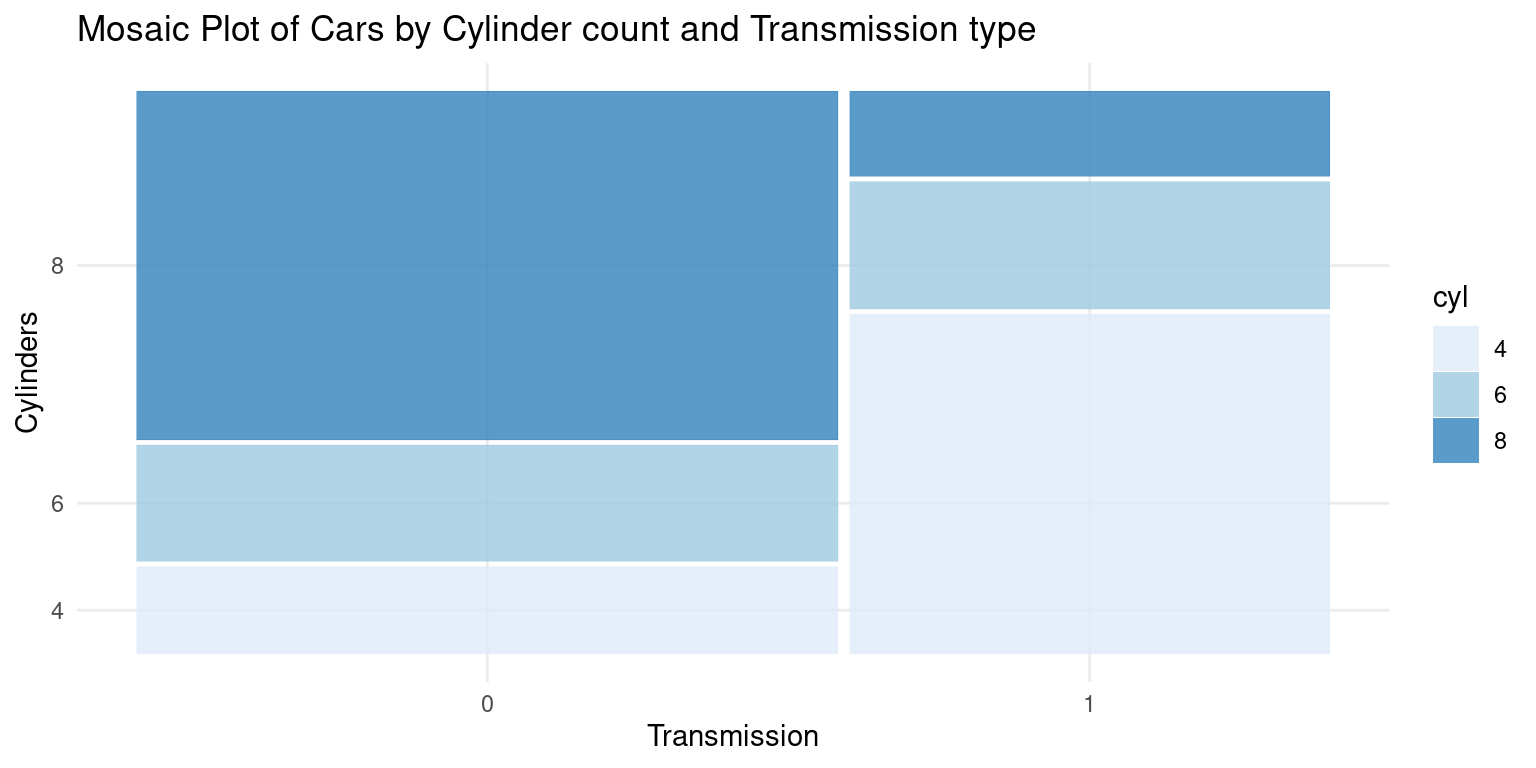 Mosaic Plot of Cars by Cylinder count and Transmission type
Cylinders
8
6
4
0
1
Transmission
cyl
4
6
8